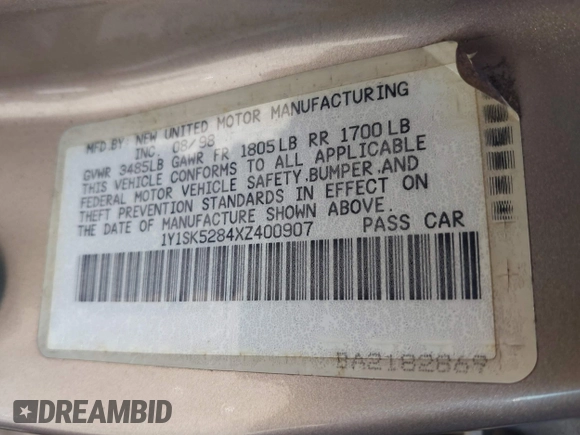 MFD.BY: NEW UNITED MOTOR MANUFACTURING
INC. 08/98
GVWR 3485LB GAWR FR 1805LB RR 1700LB
THIS VEHICLE CONFORMS TO ALL APPLICABLE
FEDERAL MOTOR VEHICLE SAFETY,BUMPER,AND
THEFT PREVENTION STANDARDS IN EFFECT ON
THE DATE OF MANUFACTURE SHOWN ABOVE.
1Y1SK5284XZ400907 PASS CAR
BA2182869
DREAMBID